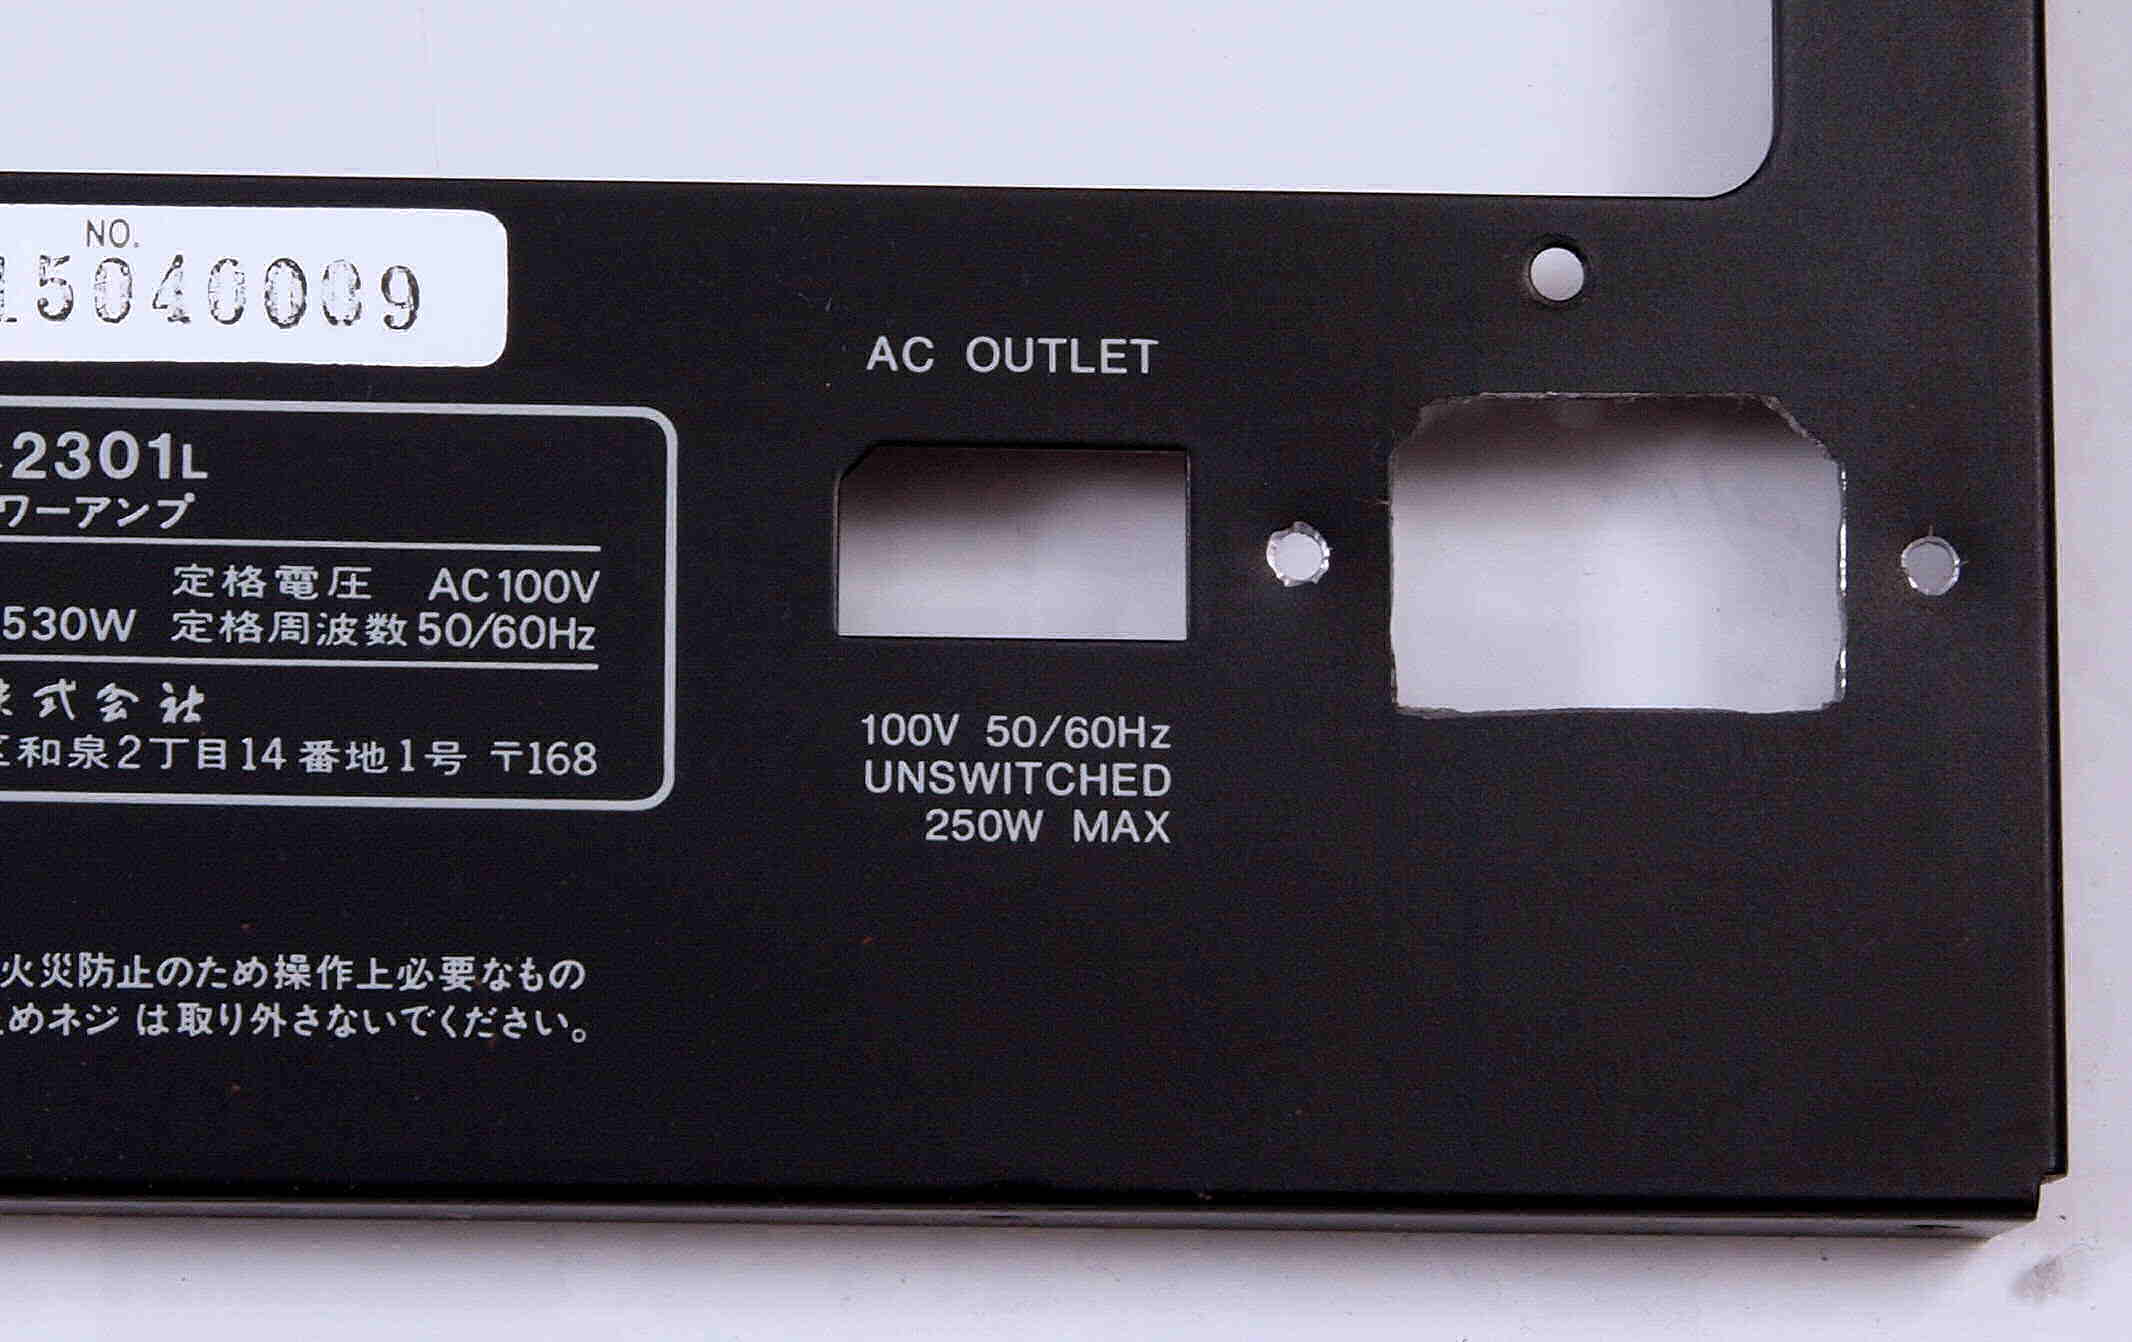 NO.
15040009
AC OUTLET
2301L
ワーアンプ
定格電圧 AC100V
530W 定格周波数 50/60Hz
式会社
和泉2丁目14番地1号 〒168
100V 50/60Hz
UNSWITCHED
250W MAX
火災防止のため操作上必要なもの
めネジは取り外さないでください。